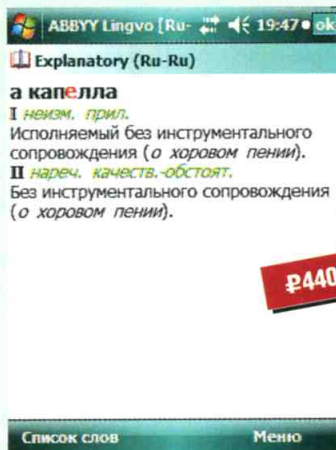 ABBYY Lingvo [Ru- 19:47 ok
Explanatory (Ru-Ru)
а капелла
I неизм. прил.
Исполняемый без инструментального
сопровождения (о хоровом пении).
II нареч. качеств.-обстоят.
Без инструментального сопровождения
(о хоровом пении).
₽440
Список слов Меню